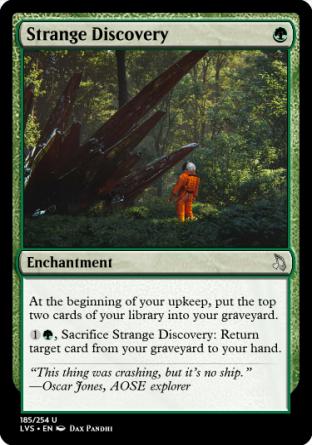 Strange Discovery
Enchantment
At the beginning of your upkeep, put the top
two cards of your library into your graveyard.
1, Sacrifice Strange Discovery: Return
target card from your graveyard to your hand.
"This thing was crashing, but it's no ship."
—Oscar Jones, AOSE explorer
185/254 U
LVS • EN Dax Pandhi